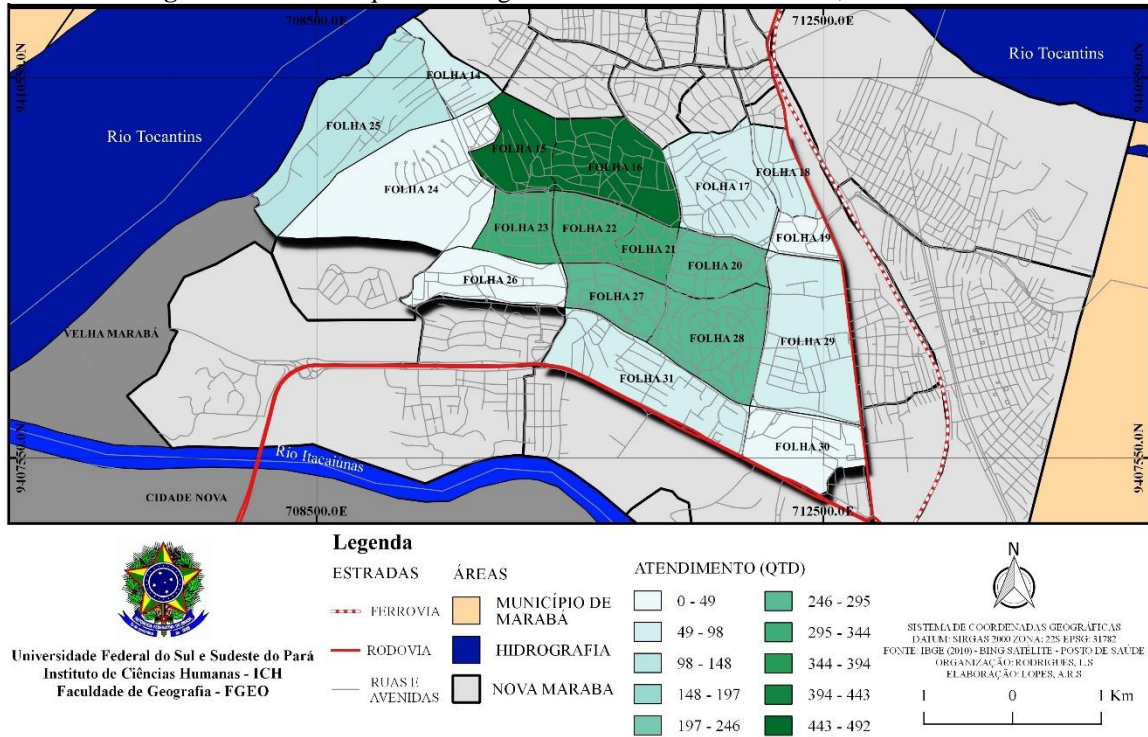 708500.0E
712500.0E
9410550.0N
9410550.0N
Rio Tocantins
Rio Tocantins
FOLHA 14
FOLHA 25
FOLHA 15
FOLHA 16
FOLHA 24
FOLHA 17
FOLHA 18
FOLHA 23
FOLHA 22
FOLHA 21
FOLHA 19
FOLHA 20
FOLHA 26
FOLHA 27
VELHA MARABÁ
FOLHA 28
FOLHA 29
FOLHA 31
FOLHA 30
Rio Itacaiúnas
CIDADE NOVA
9407550.0N
9407550.0N
708500.0E
712500.0E
Universidade Federal do Sul e Sudeste do Pará
Instituto de Ciências Humanas - ICH
Faculdade de Geografia - FGEO
Legenda
ESTRADAS
FERROVIA
RODOVIA
RUAS E
AVENIDAS
ÁREAS
MUNICÍPIO DE
MARABÁ
HIDROGRAFIA
NOVA MARABA
ATENDIMENTO (QTD)
0 - 49
49 - 98
98 - 148
148 - 197
197 - 246
246 - 295
295 - 344
344 - 394
394 - 443
443 - 492
N
SISTEMA DE COORDENADAS GEOGRÁFICAS
DATUM: SIRGAS 2000 ZONA: 22S EPSG: 31782
FONTE: IBGE (2010) - BING SATÉLITE - POSTO DE SAÚDE
ORGANIZAÇÃO: RODRIGUES, L.S
ELABORAÇÃO: LOPES, A.R.S
1 0 1 Km